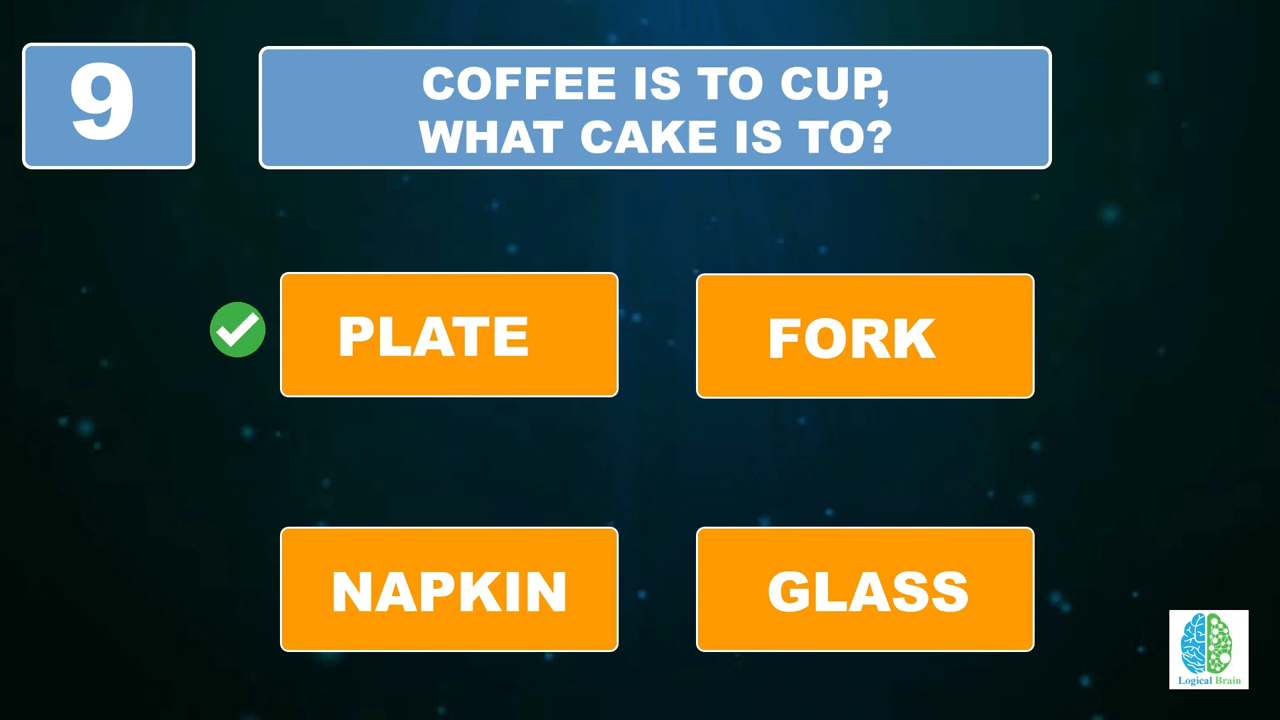 9
COFFEE IS TO CUP,
WHAT CAKE IS TO?
PLATE
FORK
NAPKIN
GLASS
Logical Brain